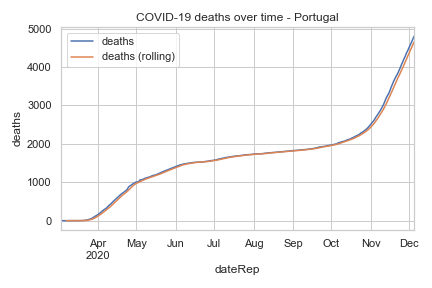 COVID-19 deaths over time - Portugal
deaths
deaths (rolling)
5000
4000
3000
2000
1000
0
deaths
Apr May Jun Jul Aug Sep Oct Nov Dec
2020
dateRep